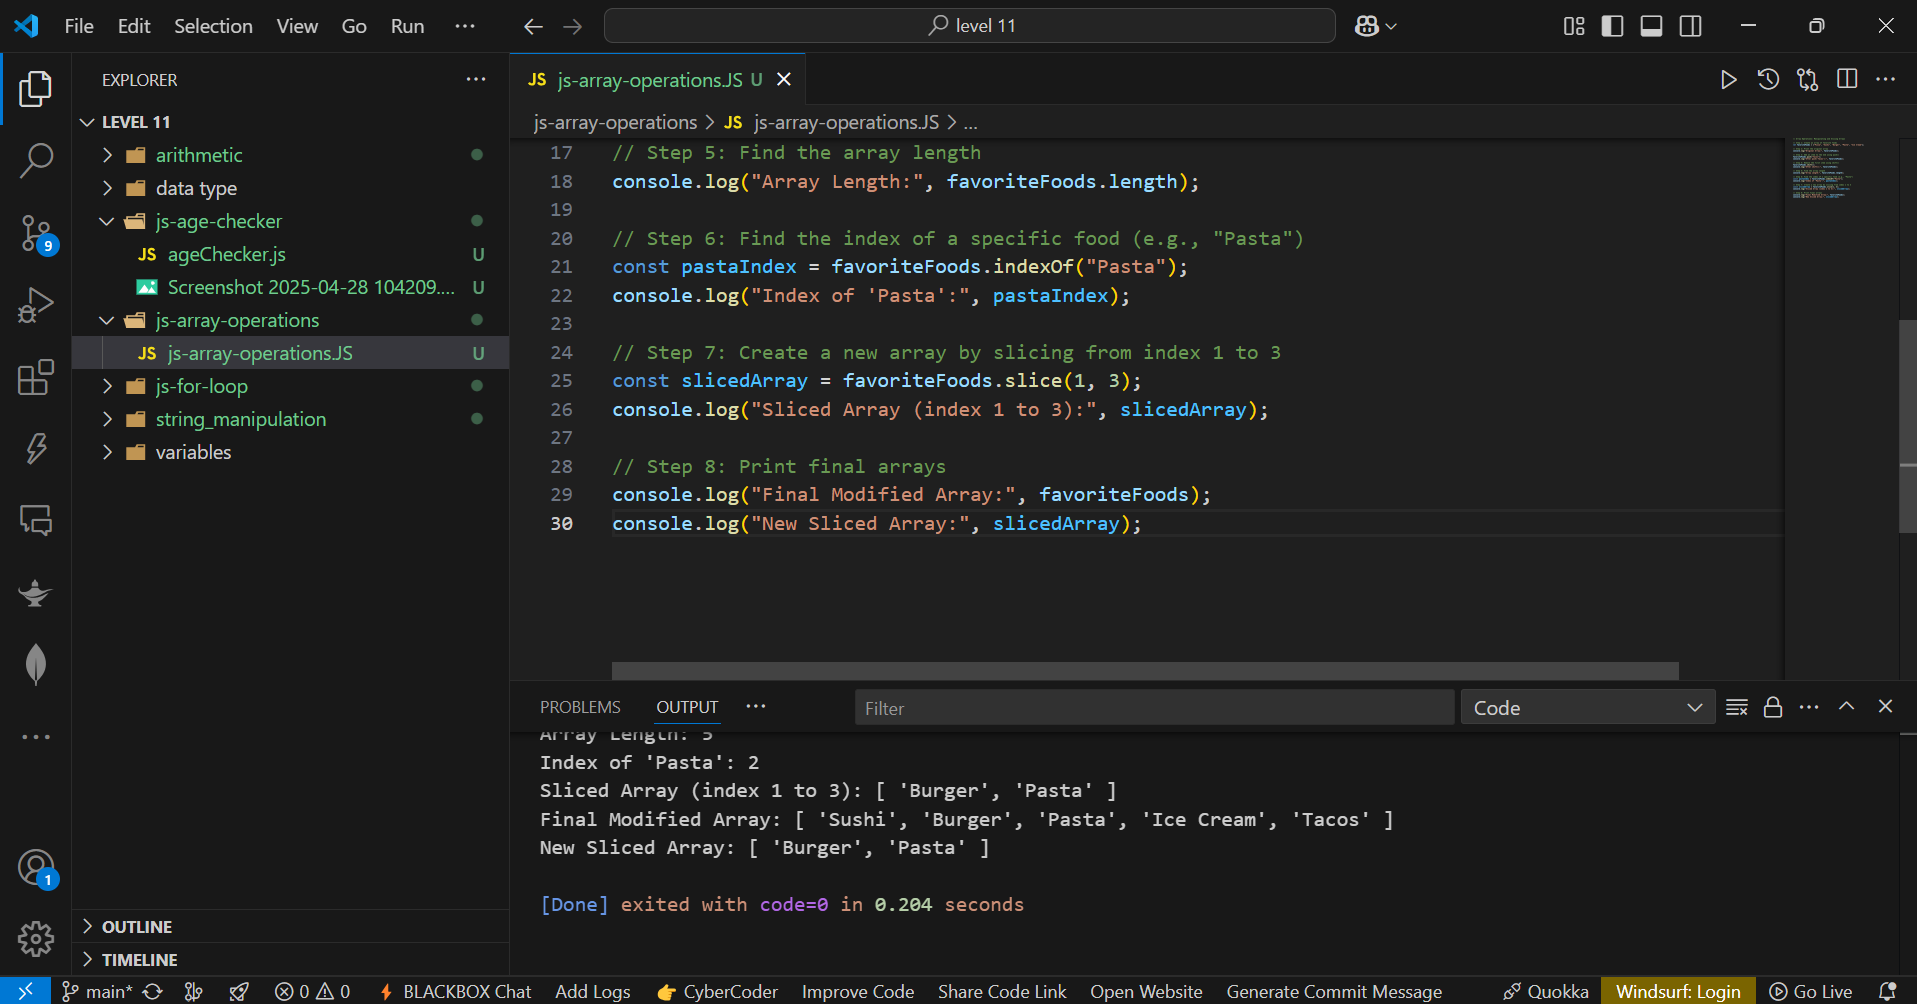 File Edit Selection View Go Run ···
level 11
EXPLORER
LEVEL 11
arithmetic
data type
js-age-checker
JS ageChecker.js U
Screenshot 2025-04-28 104209.... U
js-array-operations
JS js-array-operations.JS U
js-for-loop
string_manipulation
variables
OUTLINE
TIMELINE
9
1
JS js-array-operations.JS U
js-array-operations > JS js-array-operations.JS > ...
17 // Step 5: Find the array length
18 console.log("Array Length:", favoriteFoods.length);
19
20 // Step 6: Find the index of a specific food (e.g., "Pasta")
21 const pastaIndex = favoriteFoods.indexOf("Pasta");
22 console.log("Index of 'Pasta':", pastaIndex);
23
24 // Step 7: Create a new array by slicing from index 1 to 3
25 const slicedArray = favoriteFoods.slice(1, 3);
26 console.log("Sliced Array (index 1 to 3):", slicedArray);
27
28 // Step 8: Print final arrays
29 console.log("Final Modified Array:", favoriteFoods);
30 console.log("New Sliced Array:", slicedArray);
PROBLEMS OUTPUT ··· Filter Code
Array Length: 5
Index of 'Pasta': 2
Sliced Array (index 1 to 3): [ 'Burger', 'Pasta' ]
Final Modified Array: [ 'Sushi', 'Burger', 'Pasta', 'Ice Cream', 'Tacos' ]
New Sliced Array: [ 'Burger', 'Pasta' ]
[Done] exited with code=0 in 0.204 seconds
main* 0 0 BLACKBOX Chat Add Logs 👉 CyberCoder Improve Code Share Code Link Open Website Generate Commit Message Quokka Windsurf: Login Go Live